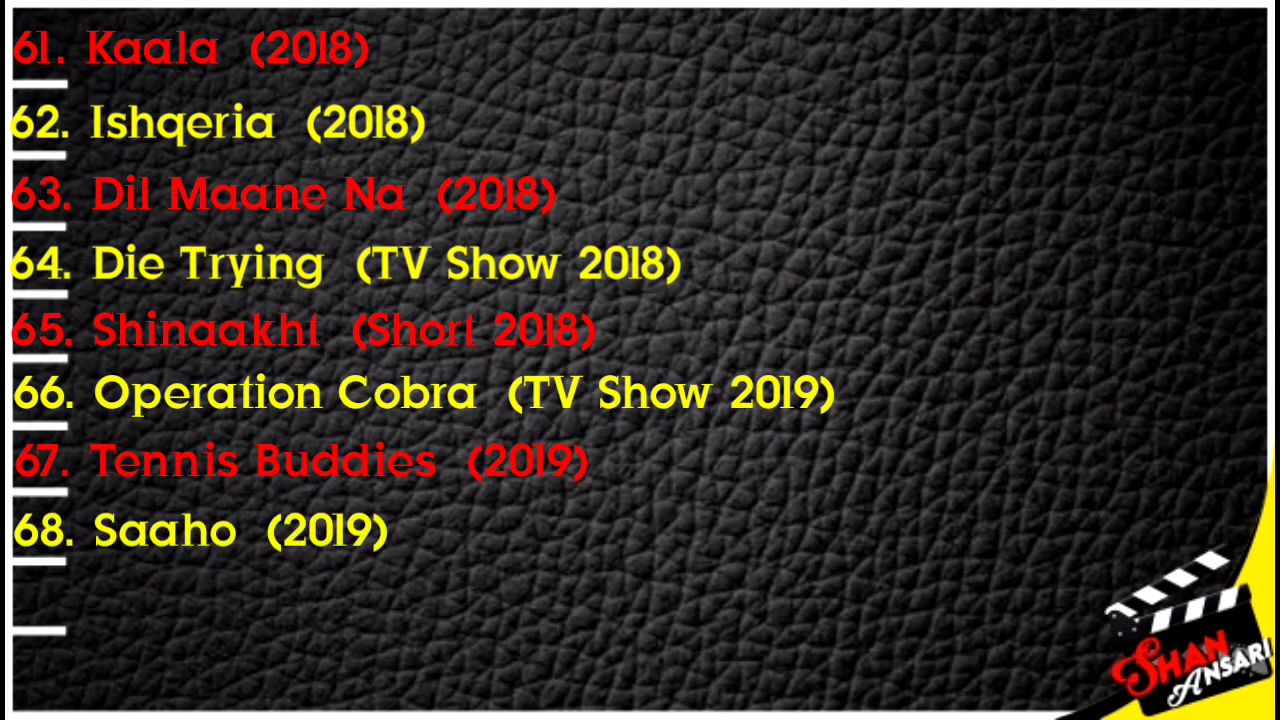 61. Kaala (2018)
62. Ishqeria (2018)
63. Dil Maane Na (2018)
64. Die Trying (TV Show 2018)
65. Shinaakht (Short 2018)
66. Operation Cobra (TV Show 2019)
67. Tennis Buddies (2019)
68. Saaho (2019)
SHAN
ANSARI